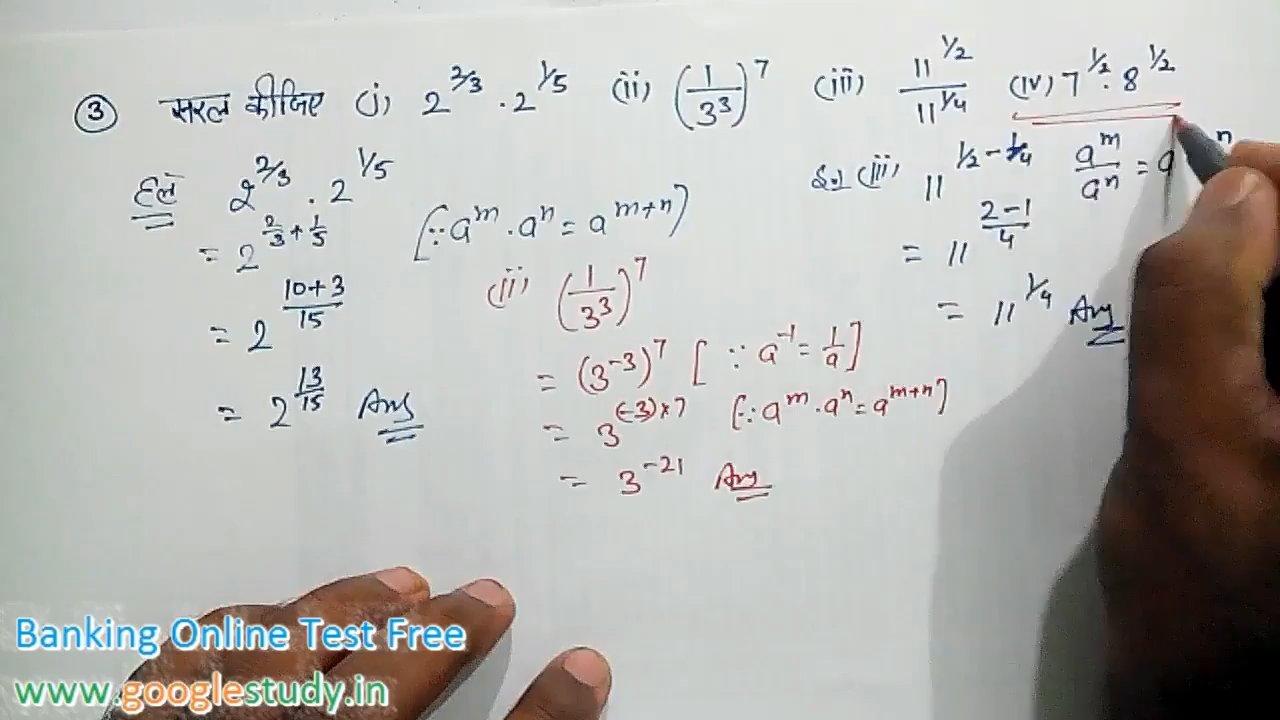 ③ सरल कीजिए (i) 2^{2/3} · 2^{1/5} (ii) (1/3^3)^7 (iii) 11^{1/2}/11^{1/4} (iv) 7^{1/2} · 8^{1/2}
हल 2^{2/3} · 2^{1/5}
= 2^{2/3 + 1/5} [∵ a^m · a^n = a^{m+n}]
= 2^{(10+3)/15}
= 2^{13/15} Ans
(ii) (1/3^3)^7
= (3^{-3})^7 [∵ a^{-1} = 1/a]
= 3^{(-3)×7} (∵ a^m · a^n = a^{m+n})
= 3^{-21} Ans
(iii) 11^{1/2 - 1/4} a^m/a^n = a n
= 11^{(2-1)/4}
= 11^{1/4} Ans
Banking Online Test Free
www.googlestudy.in